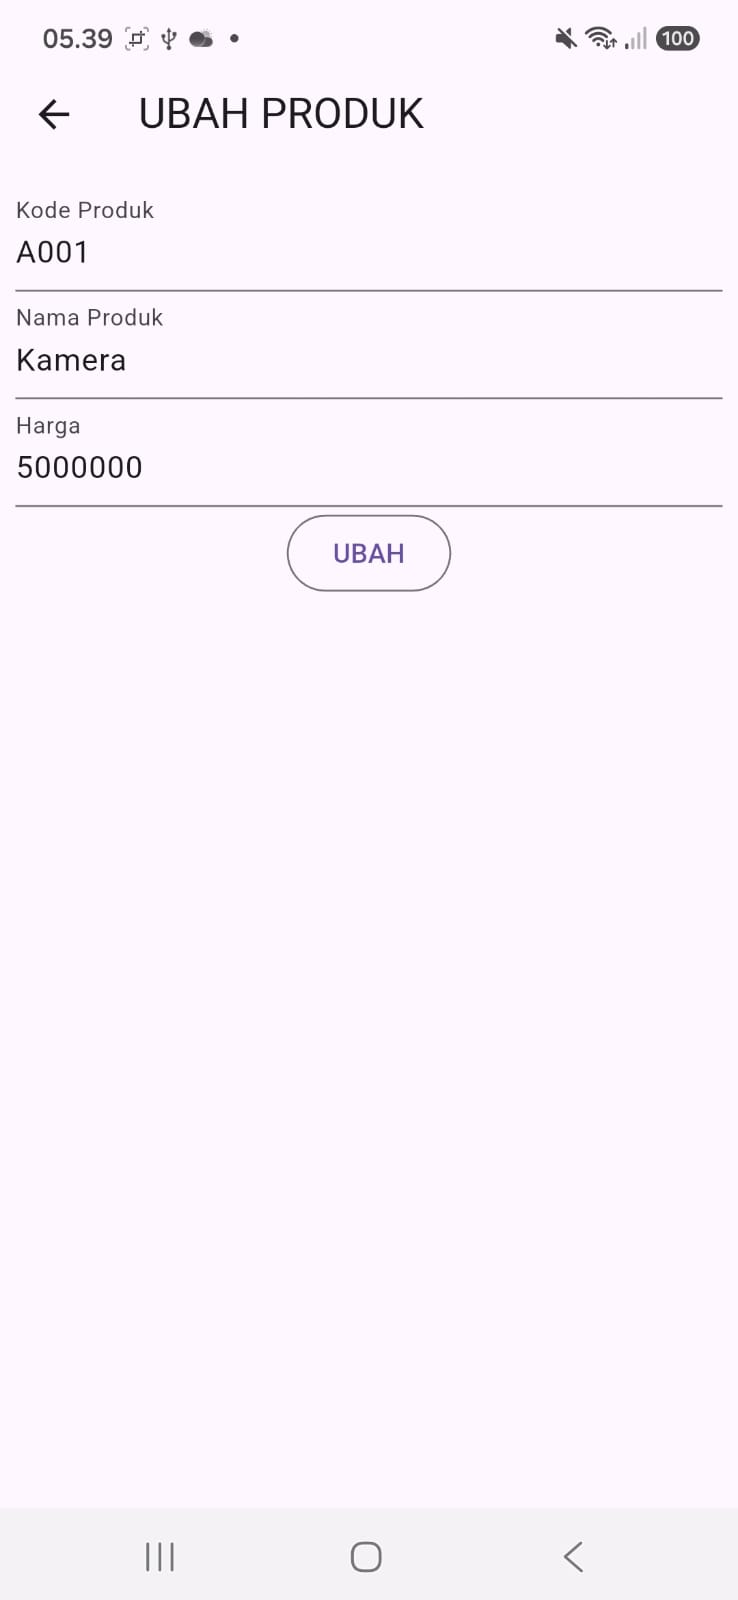 05.39
100
UBAH PRODUK
Kode Produk
A001
Nama Produk
Kamera
Harga
5000000
UBAH